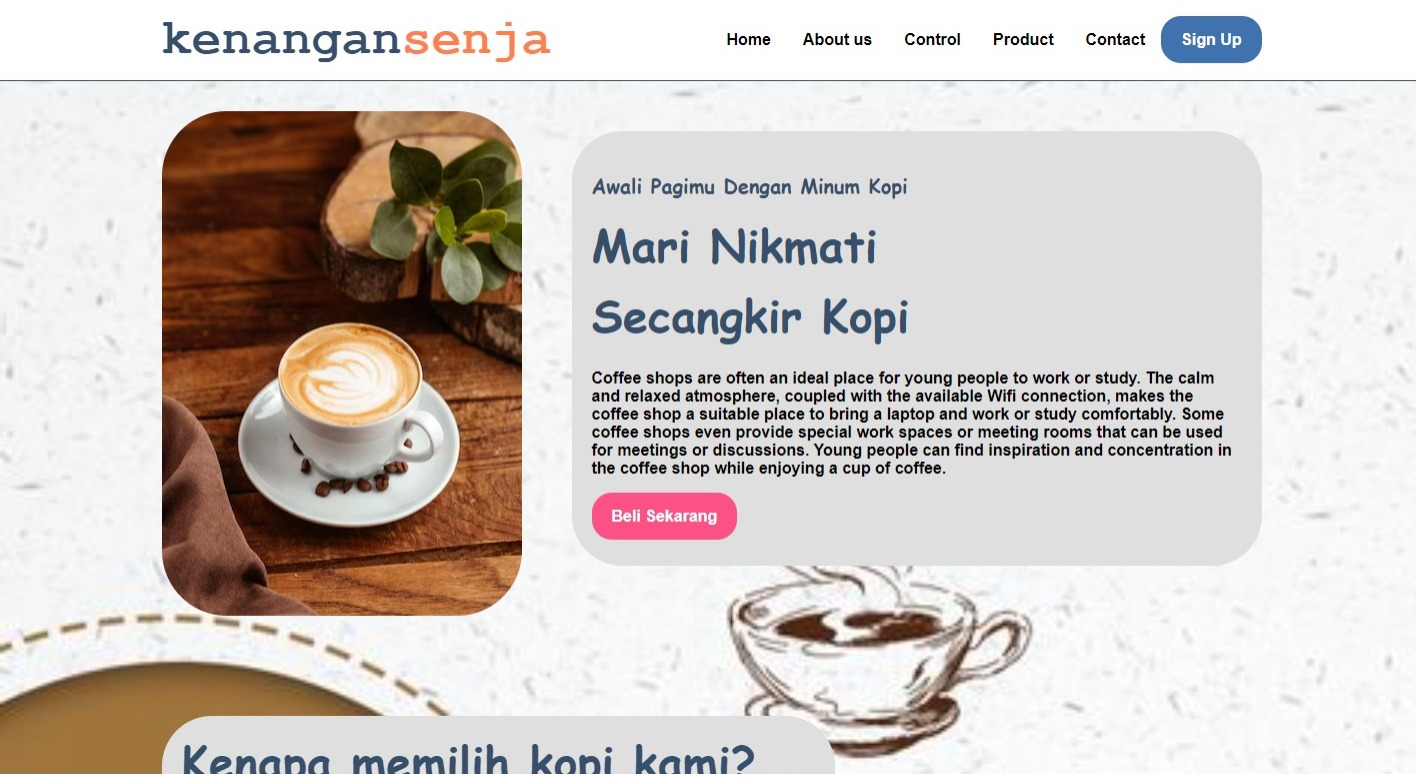 kenangansenja
Home About us Control Product Contact Sign Up
Awali Pagimu Dengan Minum Kopi
Mari Nikmati
Secangkir Kopi
Coffee shops are often an ideal place for young people to work or study. The calm
and relaxed atmosphere, coupled with the available Wifi connection, makes the
coffee shop a suitable place to bring a laptop and work or study comfortably. Some
coffee shops even provide special work spaces or meeting rooms that can be used
for meetings or discussions. Young people can find inspiration and concentration in
the coffee shop while enjoying a cup of coffee.
Beli Sekarang
Kenapa memilih kopi kami?